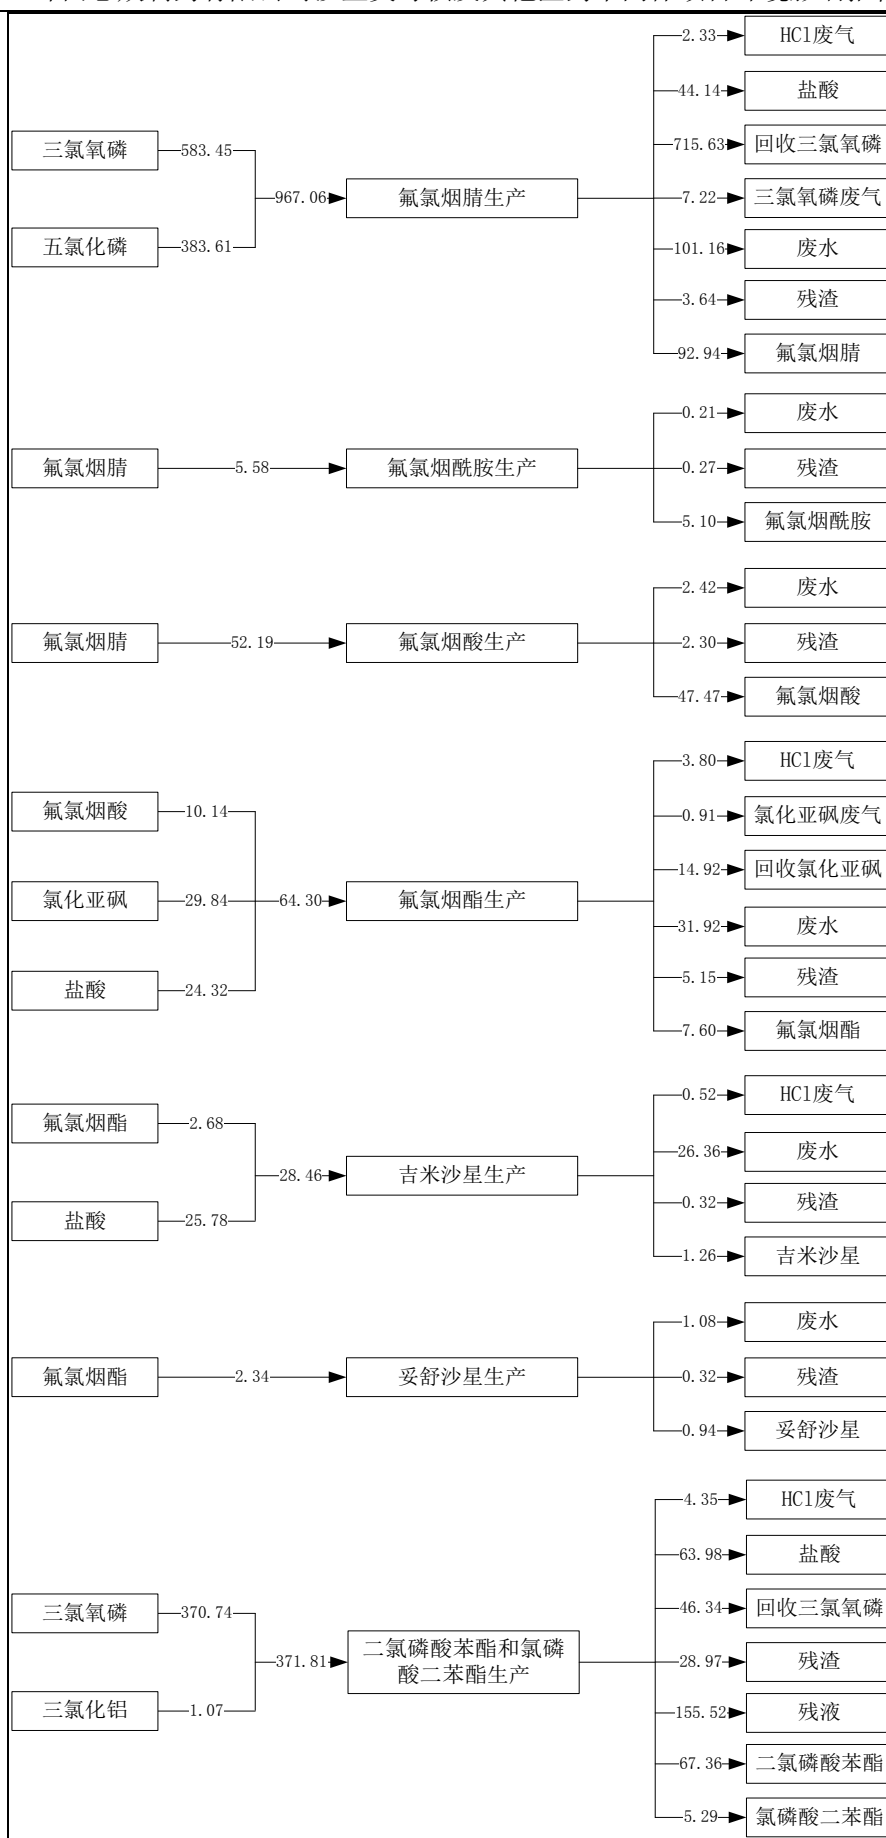 HCl废气
2.33
盐酸
44.14
三氯氧磷
583.45
回收三氯氧磷
715.63
967.06
氟氯烟腈生产
三氯氧磷废气
7.22
五氯化磷
383.61
废水
101.16
残渣
3.64
氟氯烟腈
92.94
废水
0.21
氟氯烟腈
5.58
氟氯烟酰胺生产
残渣
0.27
氟氯烟酰胺
5.10
废水
2.42
氟氯烟腈
52.19
氟氯烟酸生产
残渣
2.30
氟氯烟酸
47.47
HCl废气
3.80
氟氯烟酸
10.14
氯化亚砜废气
0.91
回收氯化亚砜
14.92
氯化亚砜
29.84
64.30
氟氯烟酯生产
废水
31.92
盐酸
24.32
残渣
5.15
氟氯烟酯
7.60
HCl废气
0.52
氟氯烟酯
2.68
废水
26.36
28.46
吉米沙星生产
残渣
0.32
盐酸
25.78
吉米沙星
1.26
废水
1.08
氟氯烟酯
2.34
妥舒沙星生产
残渣
0.32
妥舒沙星
0.94
HCl废气
4.35
盐酸
63.98
三氯氧磷
370.74
回收三氯氧磷
46.34
371.81
二氯磷酸苯酯和氯磷
酸二苯酯生产
残渣
28.97
三氯化铝
1.07
残液
155.52
二氯磷酸苯酯
67.36
氯磷酸二苯酯
5.29